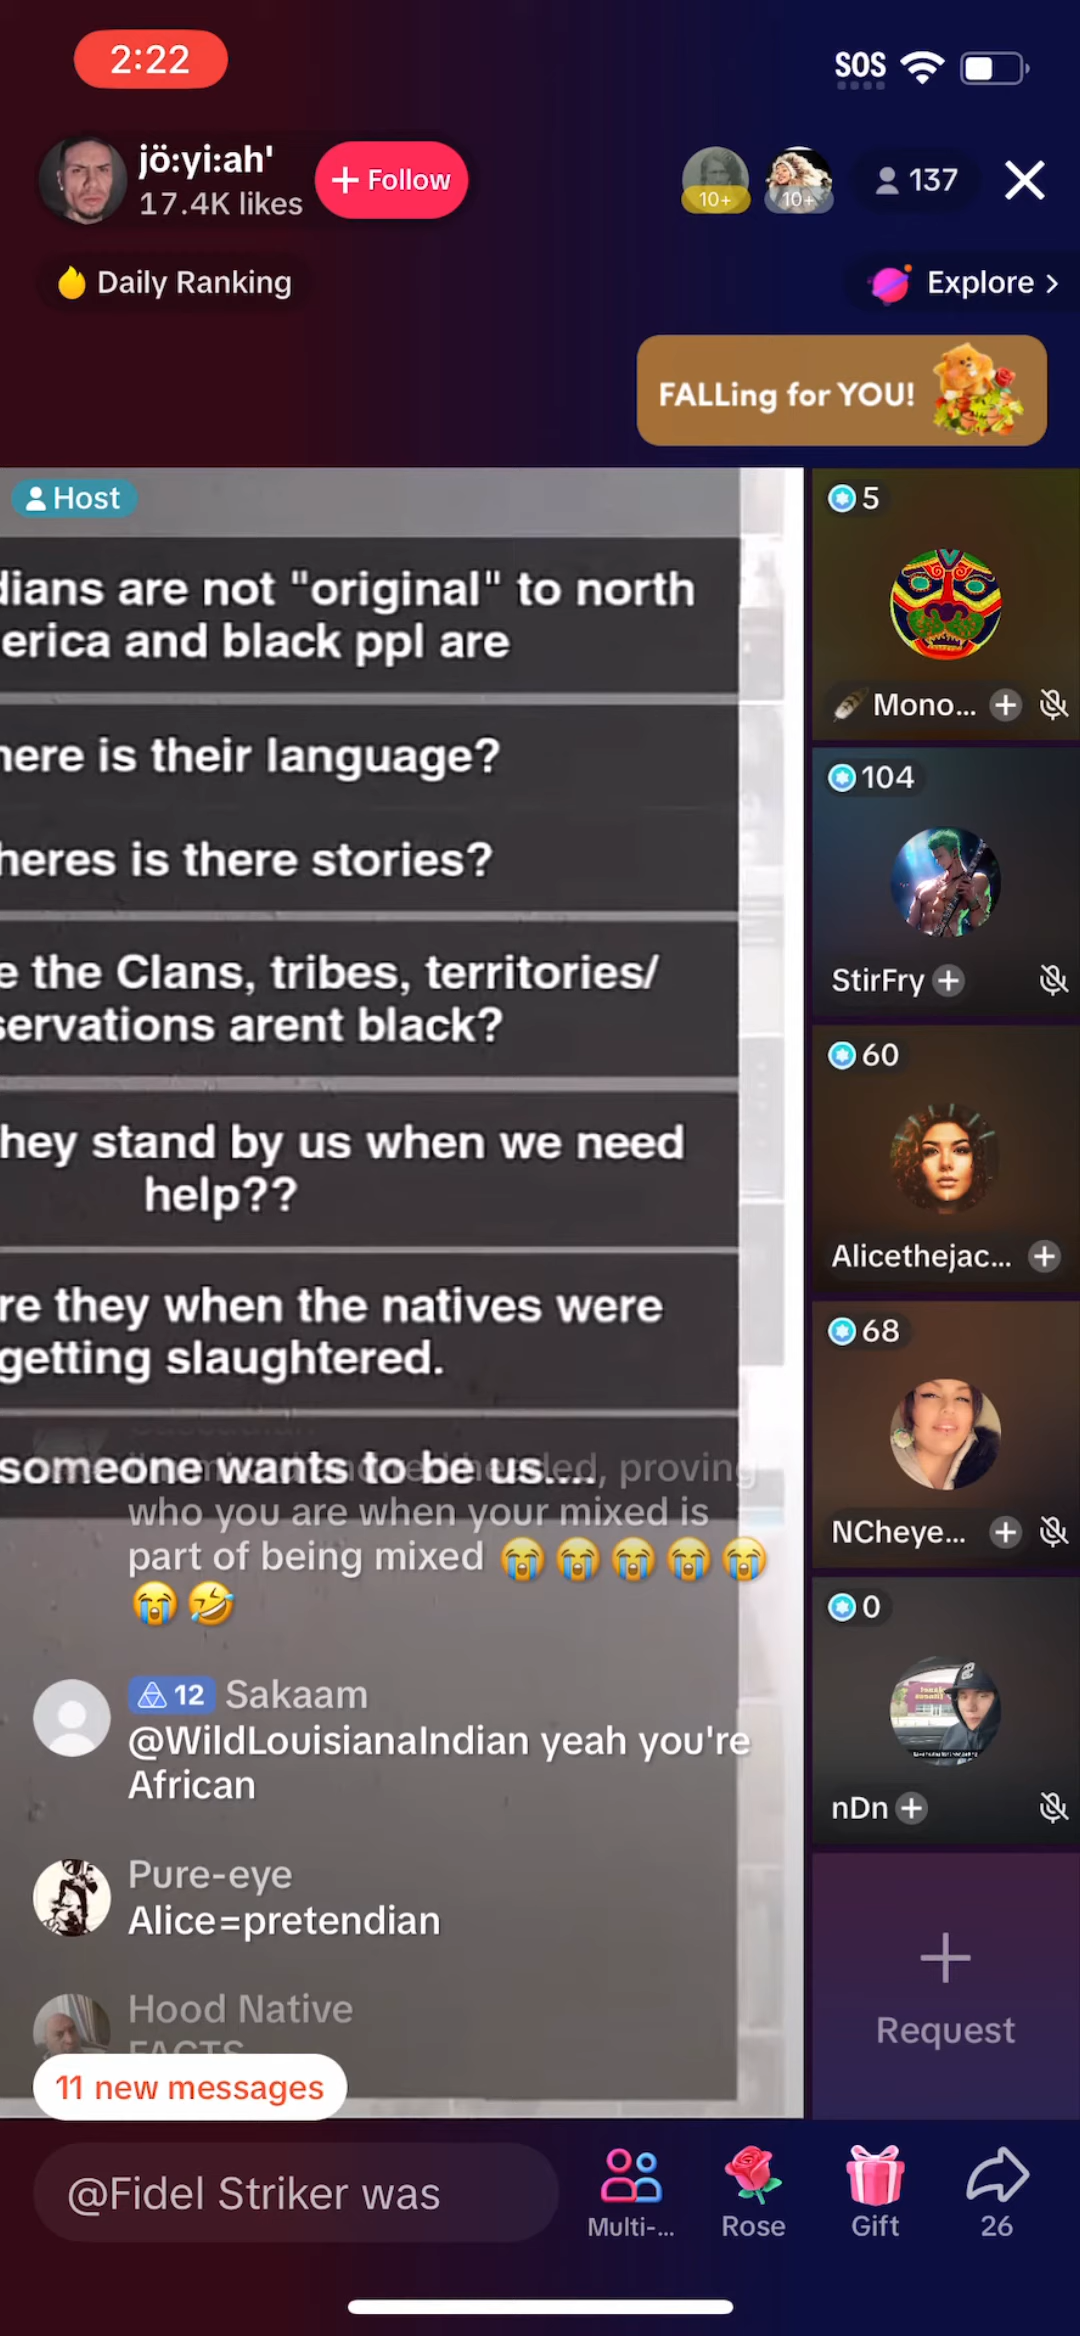 2:22
SOS
jö:yi:ah'
17.4K likes
+ Follow
10+
10+
137
Daily Ranking
Explore >
FALLing for YOU!
Host
dians are not "original" to north
erica and black ppl are
here is their language?
heres is there stories?
e the Clans, tribes, territories/
servations arent black?
hey stand by us when we need
help??
re they when the natives were
getting slaughtered.
someone wants to be us....
proving
who you are when your mixed is
part of being mixed 😭😭😭😭😭
😭🤣
12 Sakaam
@WildLouisianaIndian yeah you're
African
Pure-eye
Alice=pretendian
Hood Native
FACTS
11 new messages
5
Mono...
104
StirFry
60
Alicethejac...
68
NCheye...
0
nDn
Request
@Fidel Striker was
Multi-...
Rose
Gift
26